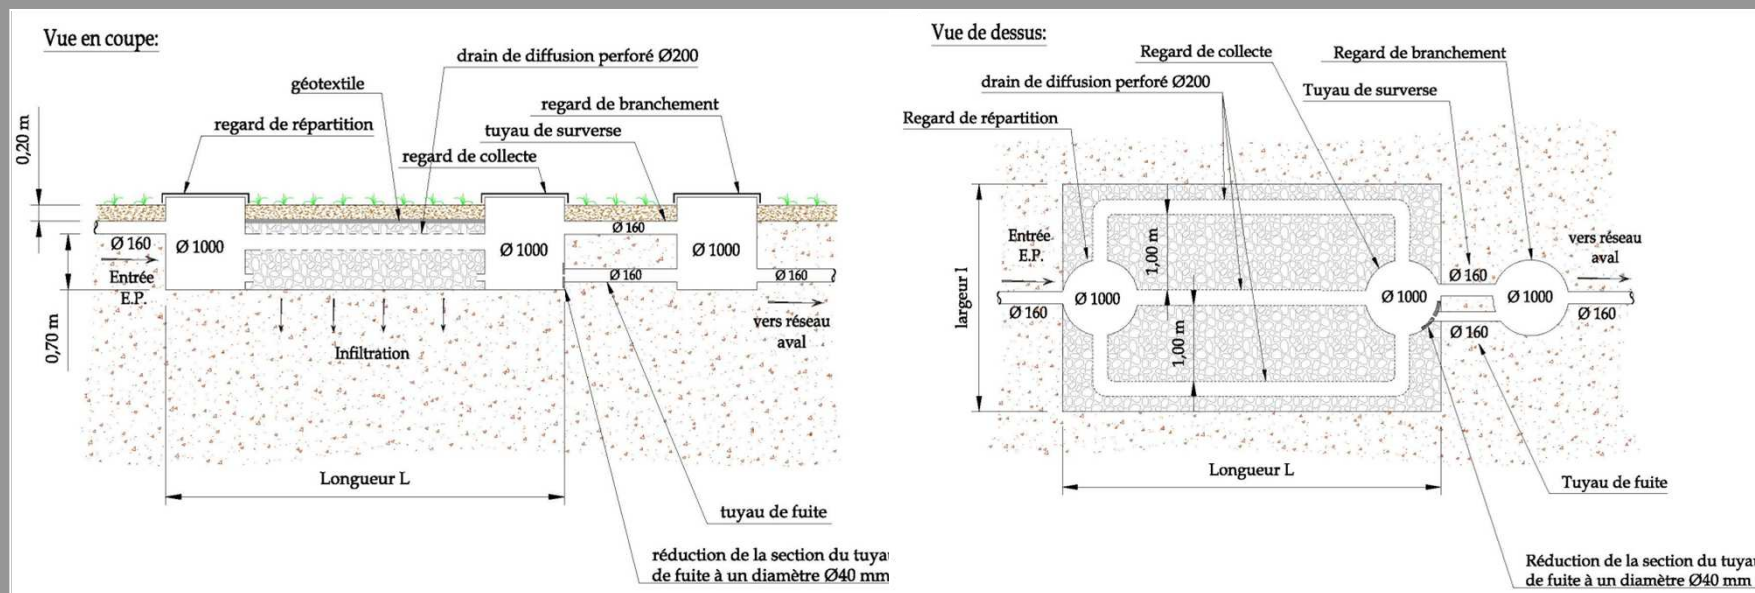 Vue en coupe:
drain de diffusion perforé Ø200
géotextile
regard de branchement
regard de répartition
tuyau de surverse
regard de collecte
0,20 m
Ø 160
Ø 160
Entrée
E.P.
Ø 1000
Ø 1000
Ø 1000
Ø 160
Ø 160
0,70 m
Infiltration
vers réseau
aval
Longueur L
tuyau de fuite
réduction de la section du tuyau
de fuite à un diamètre Ø40 mm
Vue de dessus:
Regard de collecte
Regard de branchement
drain de diffusion perforé Ø200
Tuyau de surverse
Regard de répartition
Entrée
E.P.
1,00 m
vers réseau
aval
Ø 160
largeur l
Ø 1000
Ø 1000
Ø 1000
Ø 160
Ø 160
Ø 160
1,00 m
Longueur L
Tuyau de fuite
Réduction de la section du tuyau
de fuite à un diamètre Ø40 mm